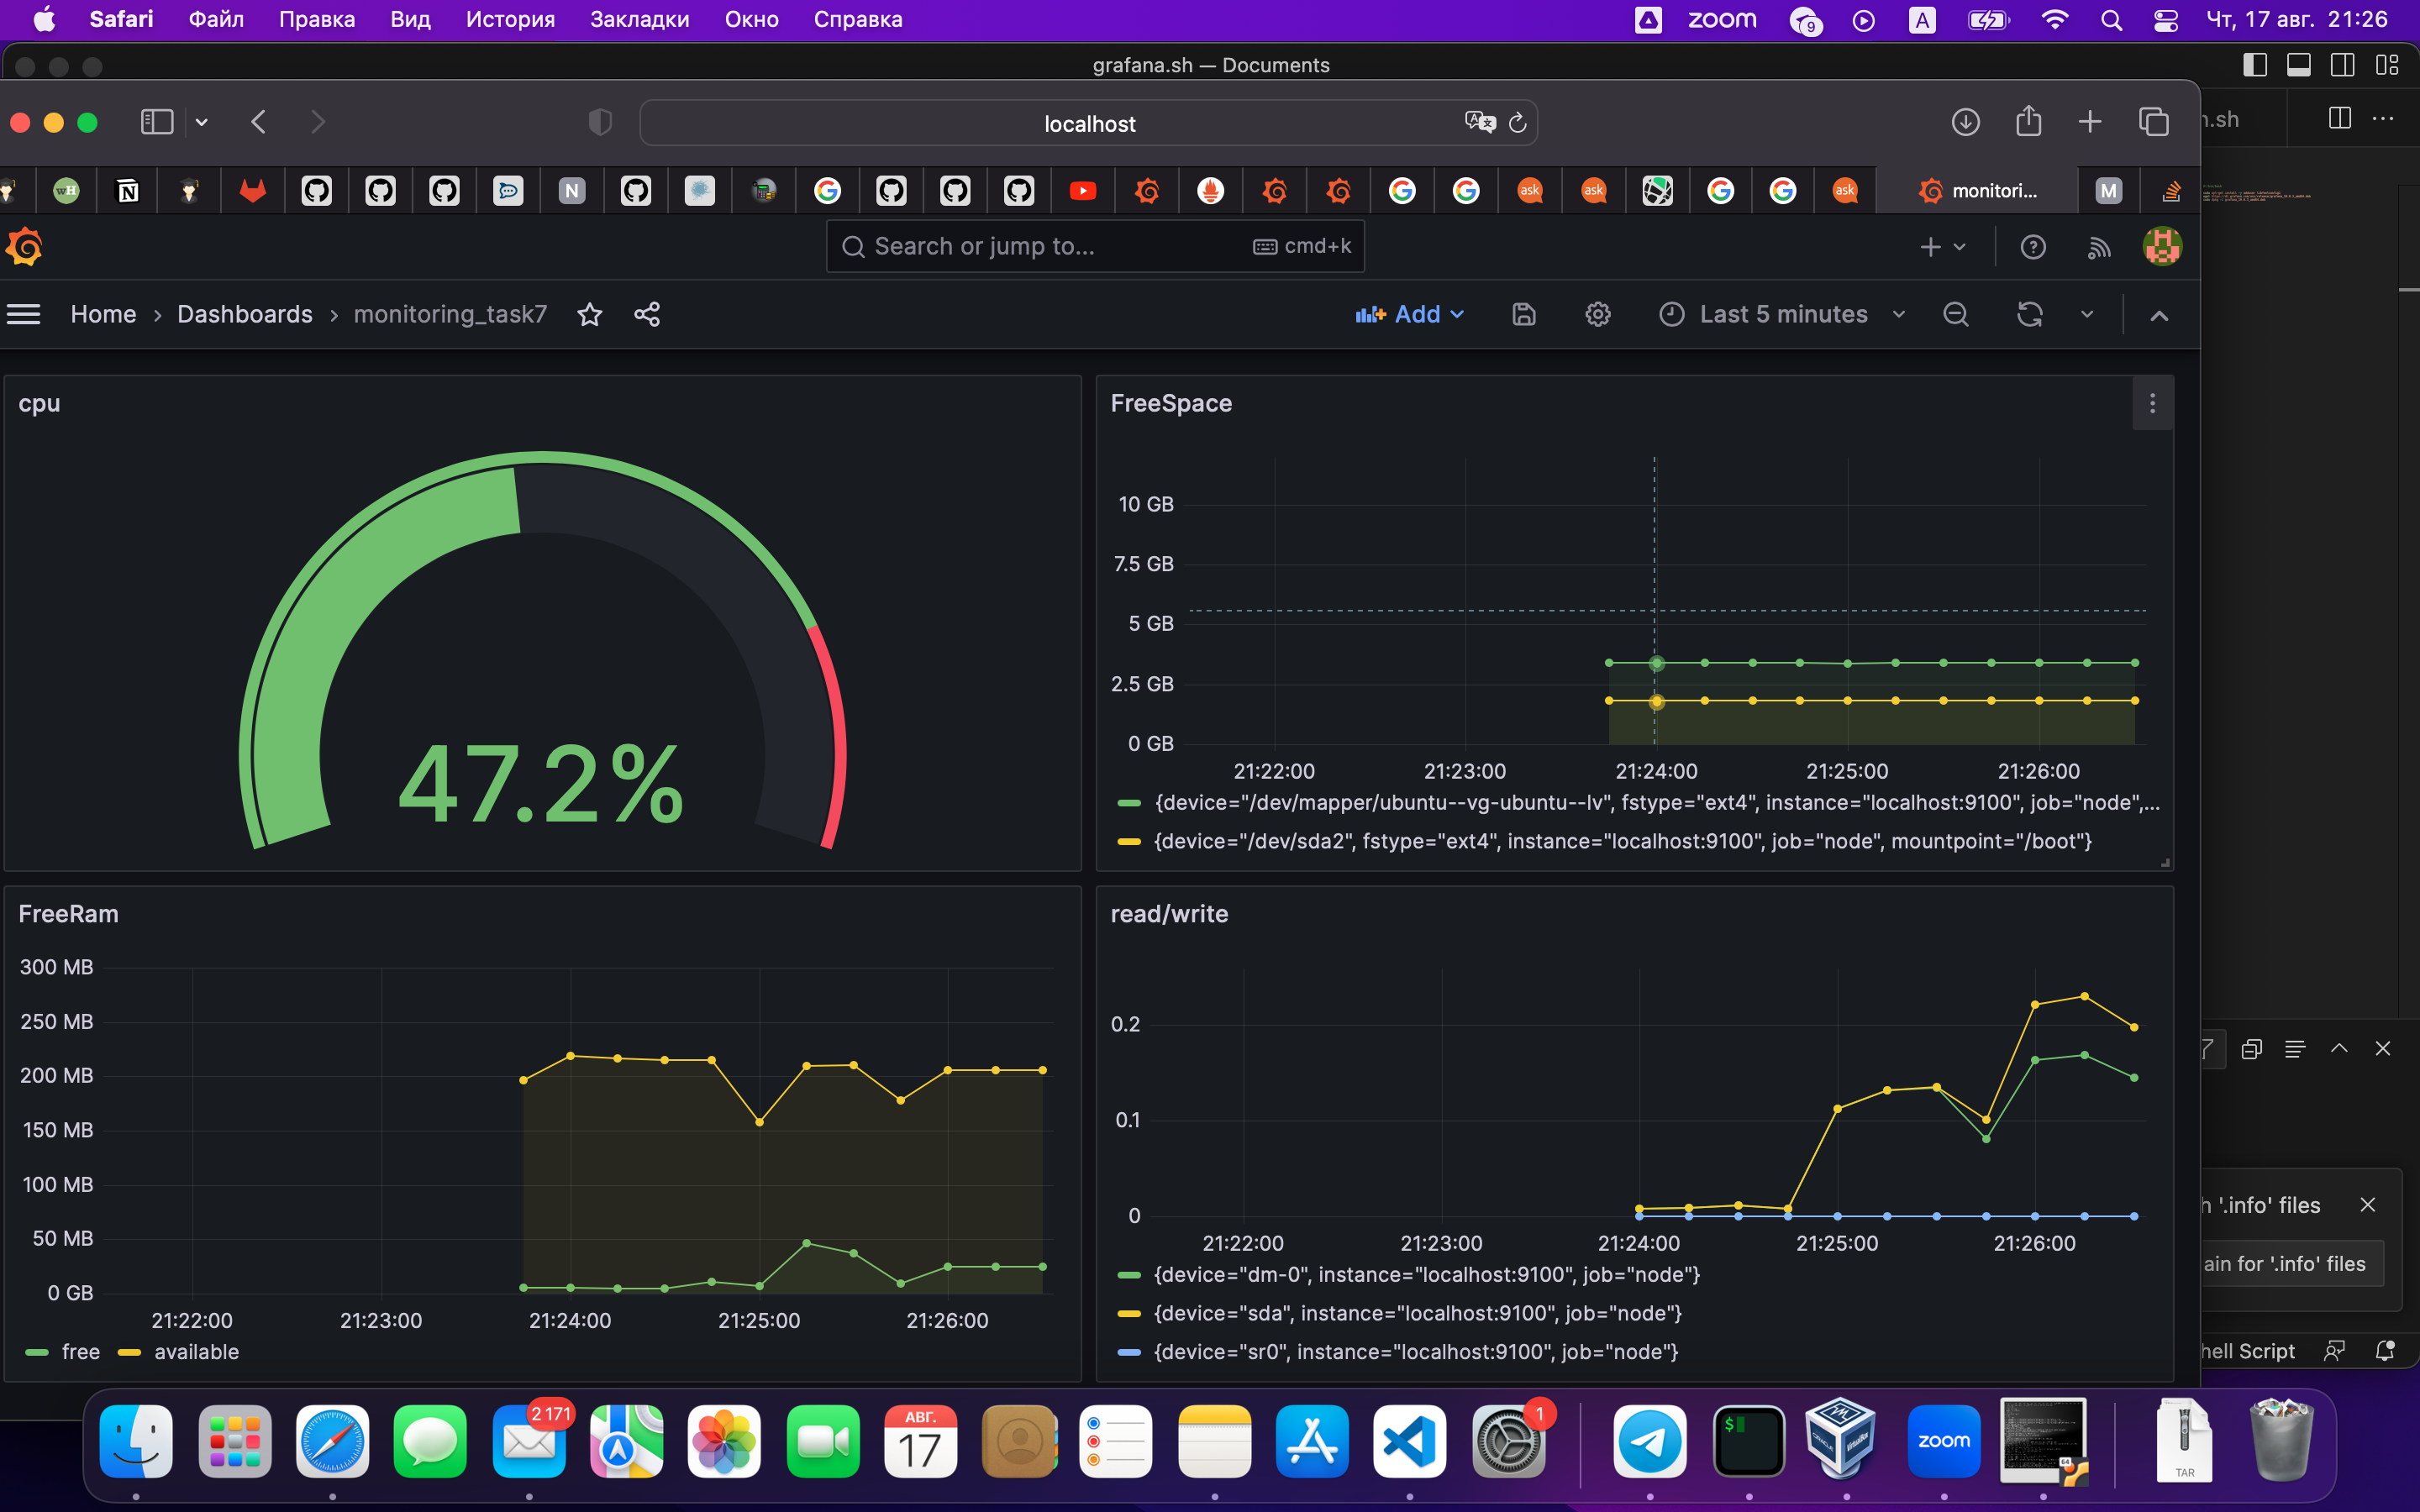 Safari Файл Правка Вид История Закладки Окно Справка zoom 9 A Чт, 17 авг. 21:26
grafana.sh — Documents
localhost
.sh
wH N N ask ask ask monitori... M
Search or jump to... cmd+k
Home › Dashboards › monitoring_task7 Add Last 5 minutes
cpu
47.2%
FreeSpace
10 GB
7.5 GB
5 GB
2.5 GB
0 GB
21:22:00 21:23:00 21:24:00 21:25:00 21:26:00
{device="/dev/mapper/ubuntu--vg-ubuntu--lv", fstype="ext4", instance="localhost:9100", job="node",...
{device="/dev/sda2", fstype="ext4", instance="localhost:9100", job="node", mountpoint="/boot"}
FreeRam
300 MB
250 MB
200 MB
150 MB
100 MB
50 MB
0 GB
21:22:00 21:23:00 21:24:00 21:25:00 21:26:00
free available
read/write
0.2
0.1
0
21:22:00 21:23:00 21:24:00 21:25:00 21:26:00
{device="dm-0", instance="localhost:9100", job="node"}
{device="sda", instance="localhost:9100", job="node"}
{device="sr0", instance="localhost:9100", job="node"}
h '.info' files
ain for '.info' files
hell Script
2 171 АВГ. 17 1 $ zoom 64 TAR